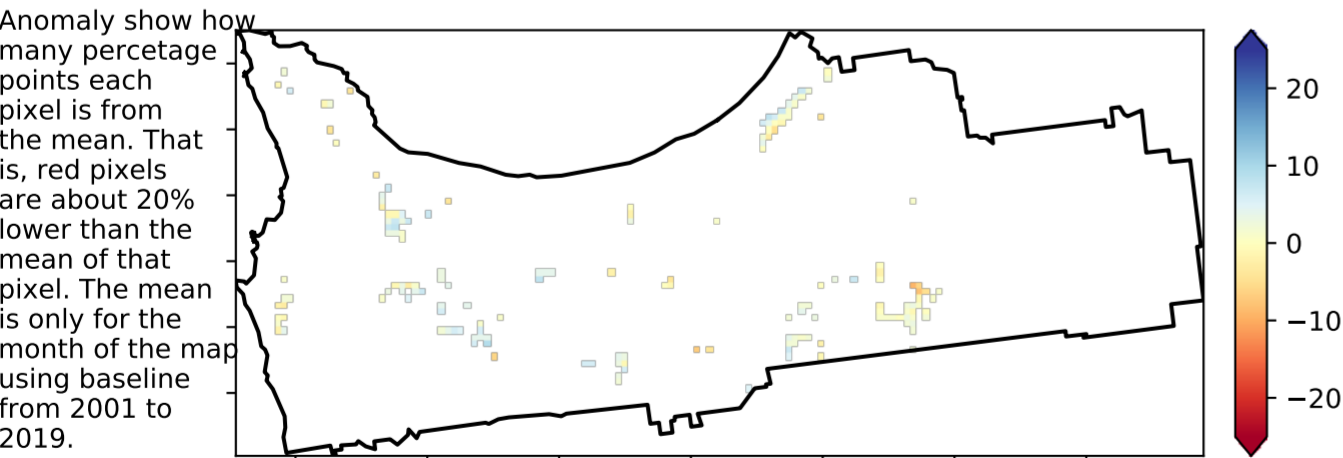 Anomaly show how
many percetage
points each
pixel is from
the mean. That
is, red pixels
are about 20%
lower than the
mean of that
pixel. The mean
is only for the
month of the map
using baseline
from 2001 to
2019.
20
10
0
−10
−20